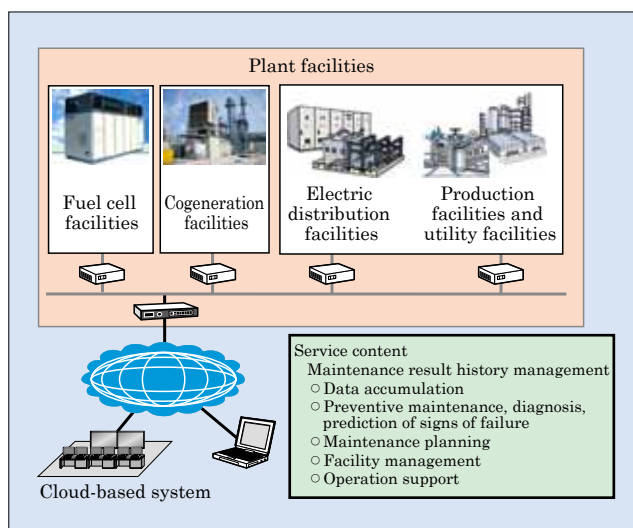 Plant facilities
Fuel cell
facilities
Cogeneration
facilities
Electric
distribution
facilities
Production
facilities and
utility facilities
Service content
Maintenance result history management
○ Data accumulation
○ Preventive maintenance, diagnosis,
prediction of signs of failure
○ Maintenance planning
○ Facility management
○ Operation support
Cloud-based system